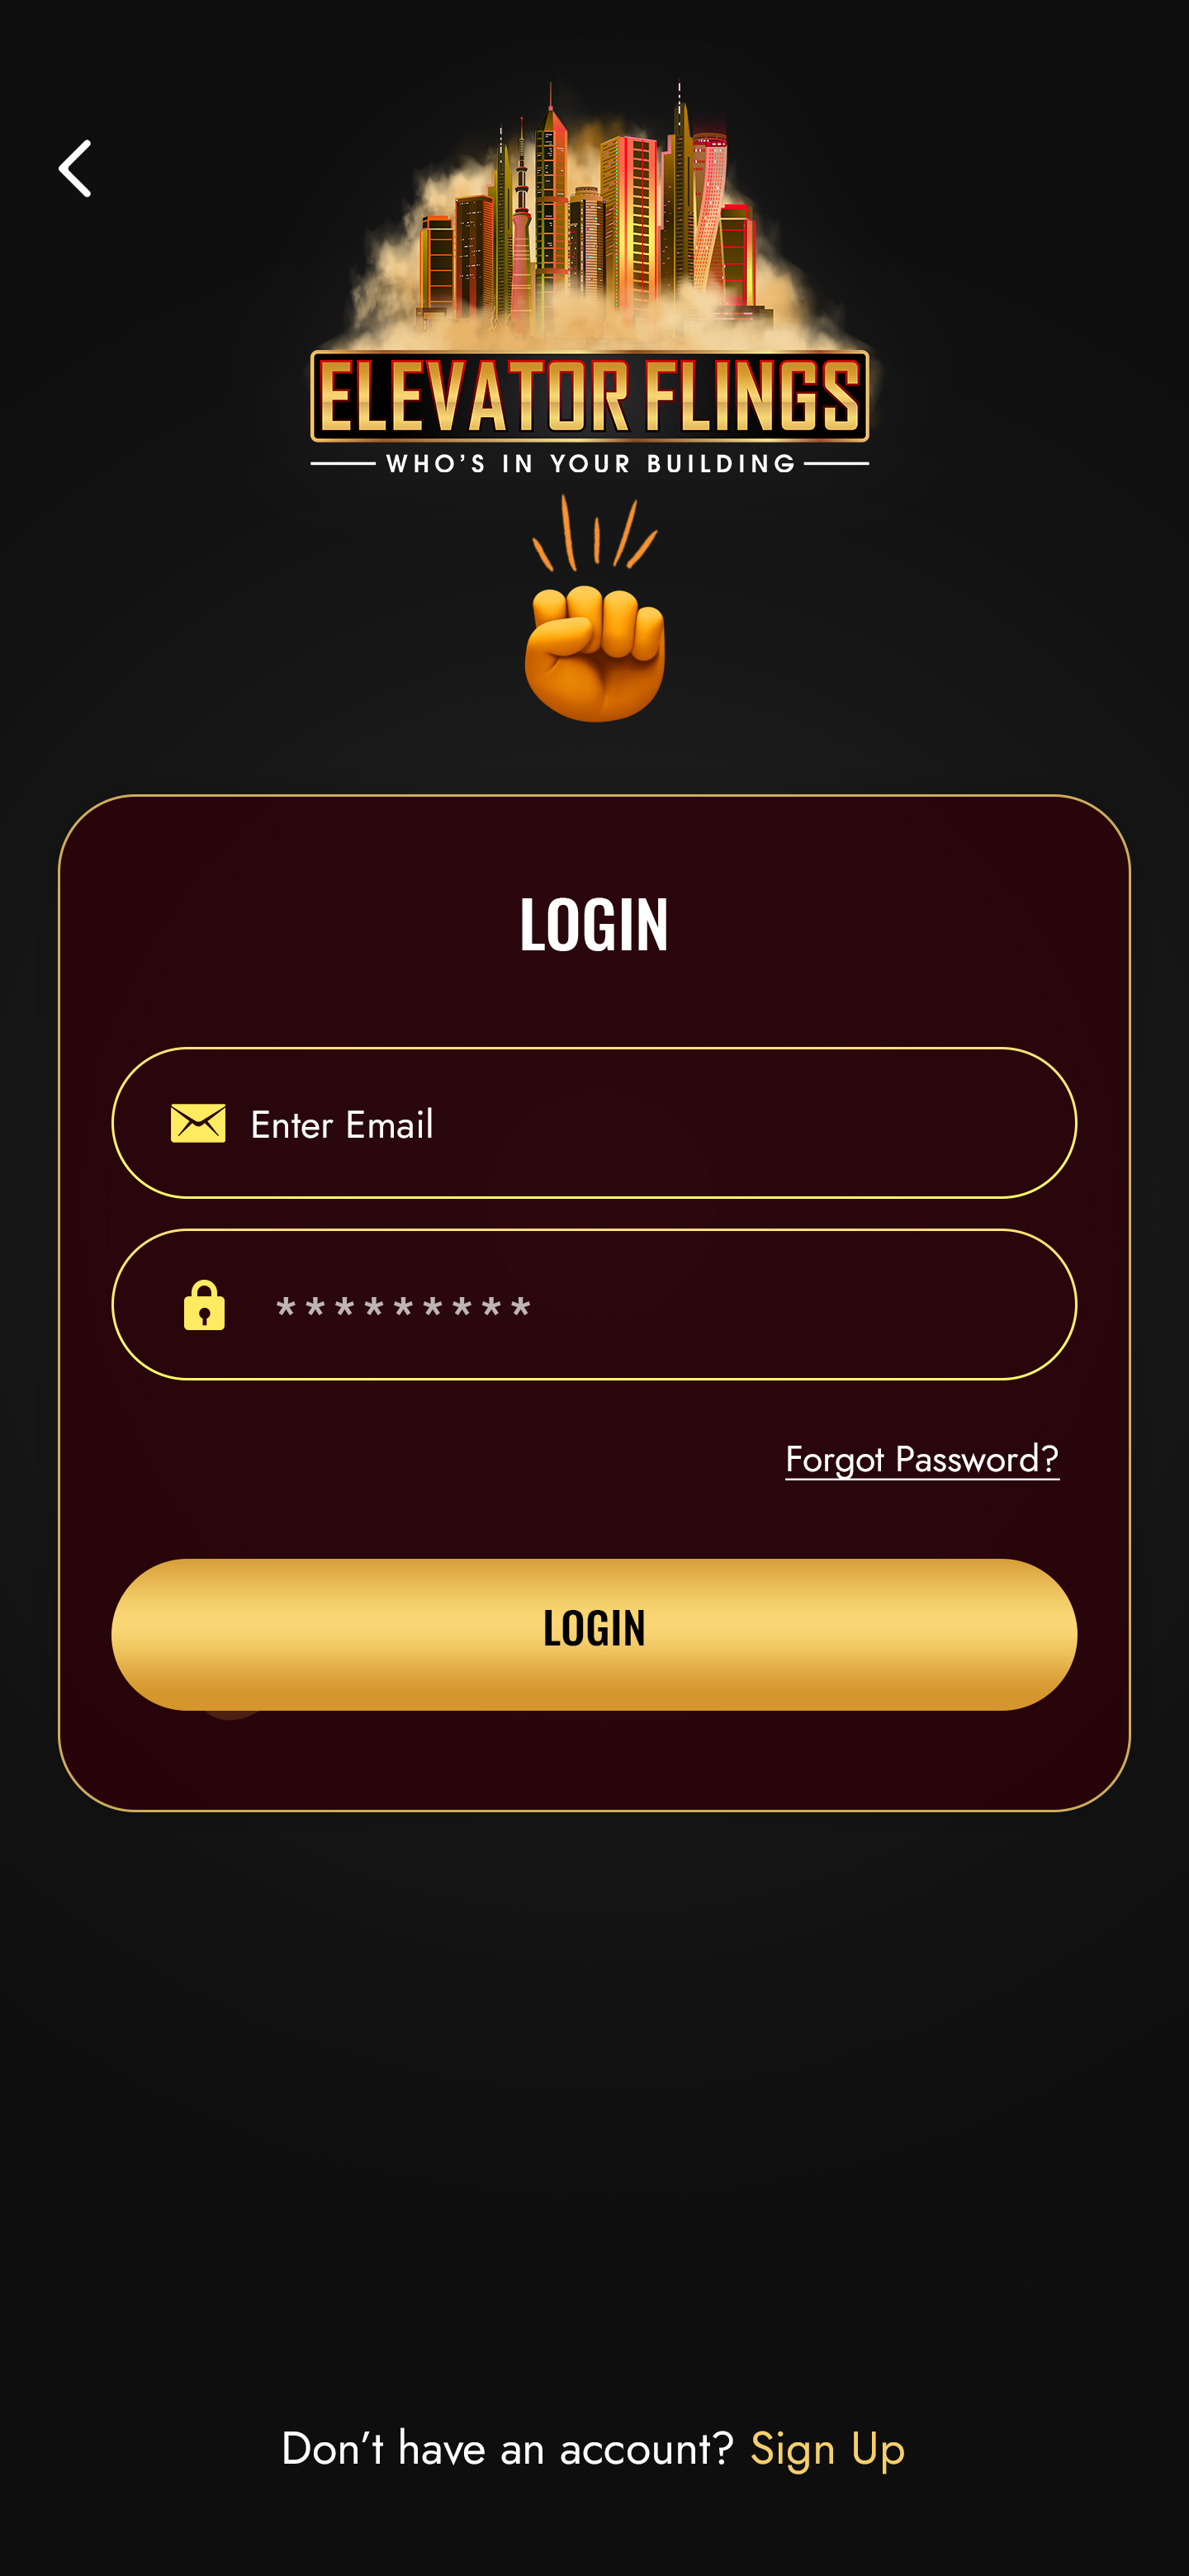 ELEVATOR FLINGS
WHO'S IN YOUR BUILDING
LOGIN
Enter Email
*********
Forgot Password?
LOGIN
Don't have an account? Sign Up